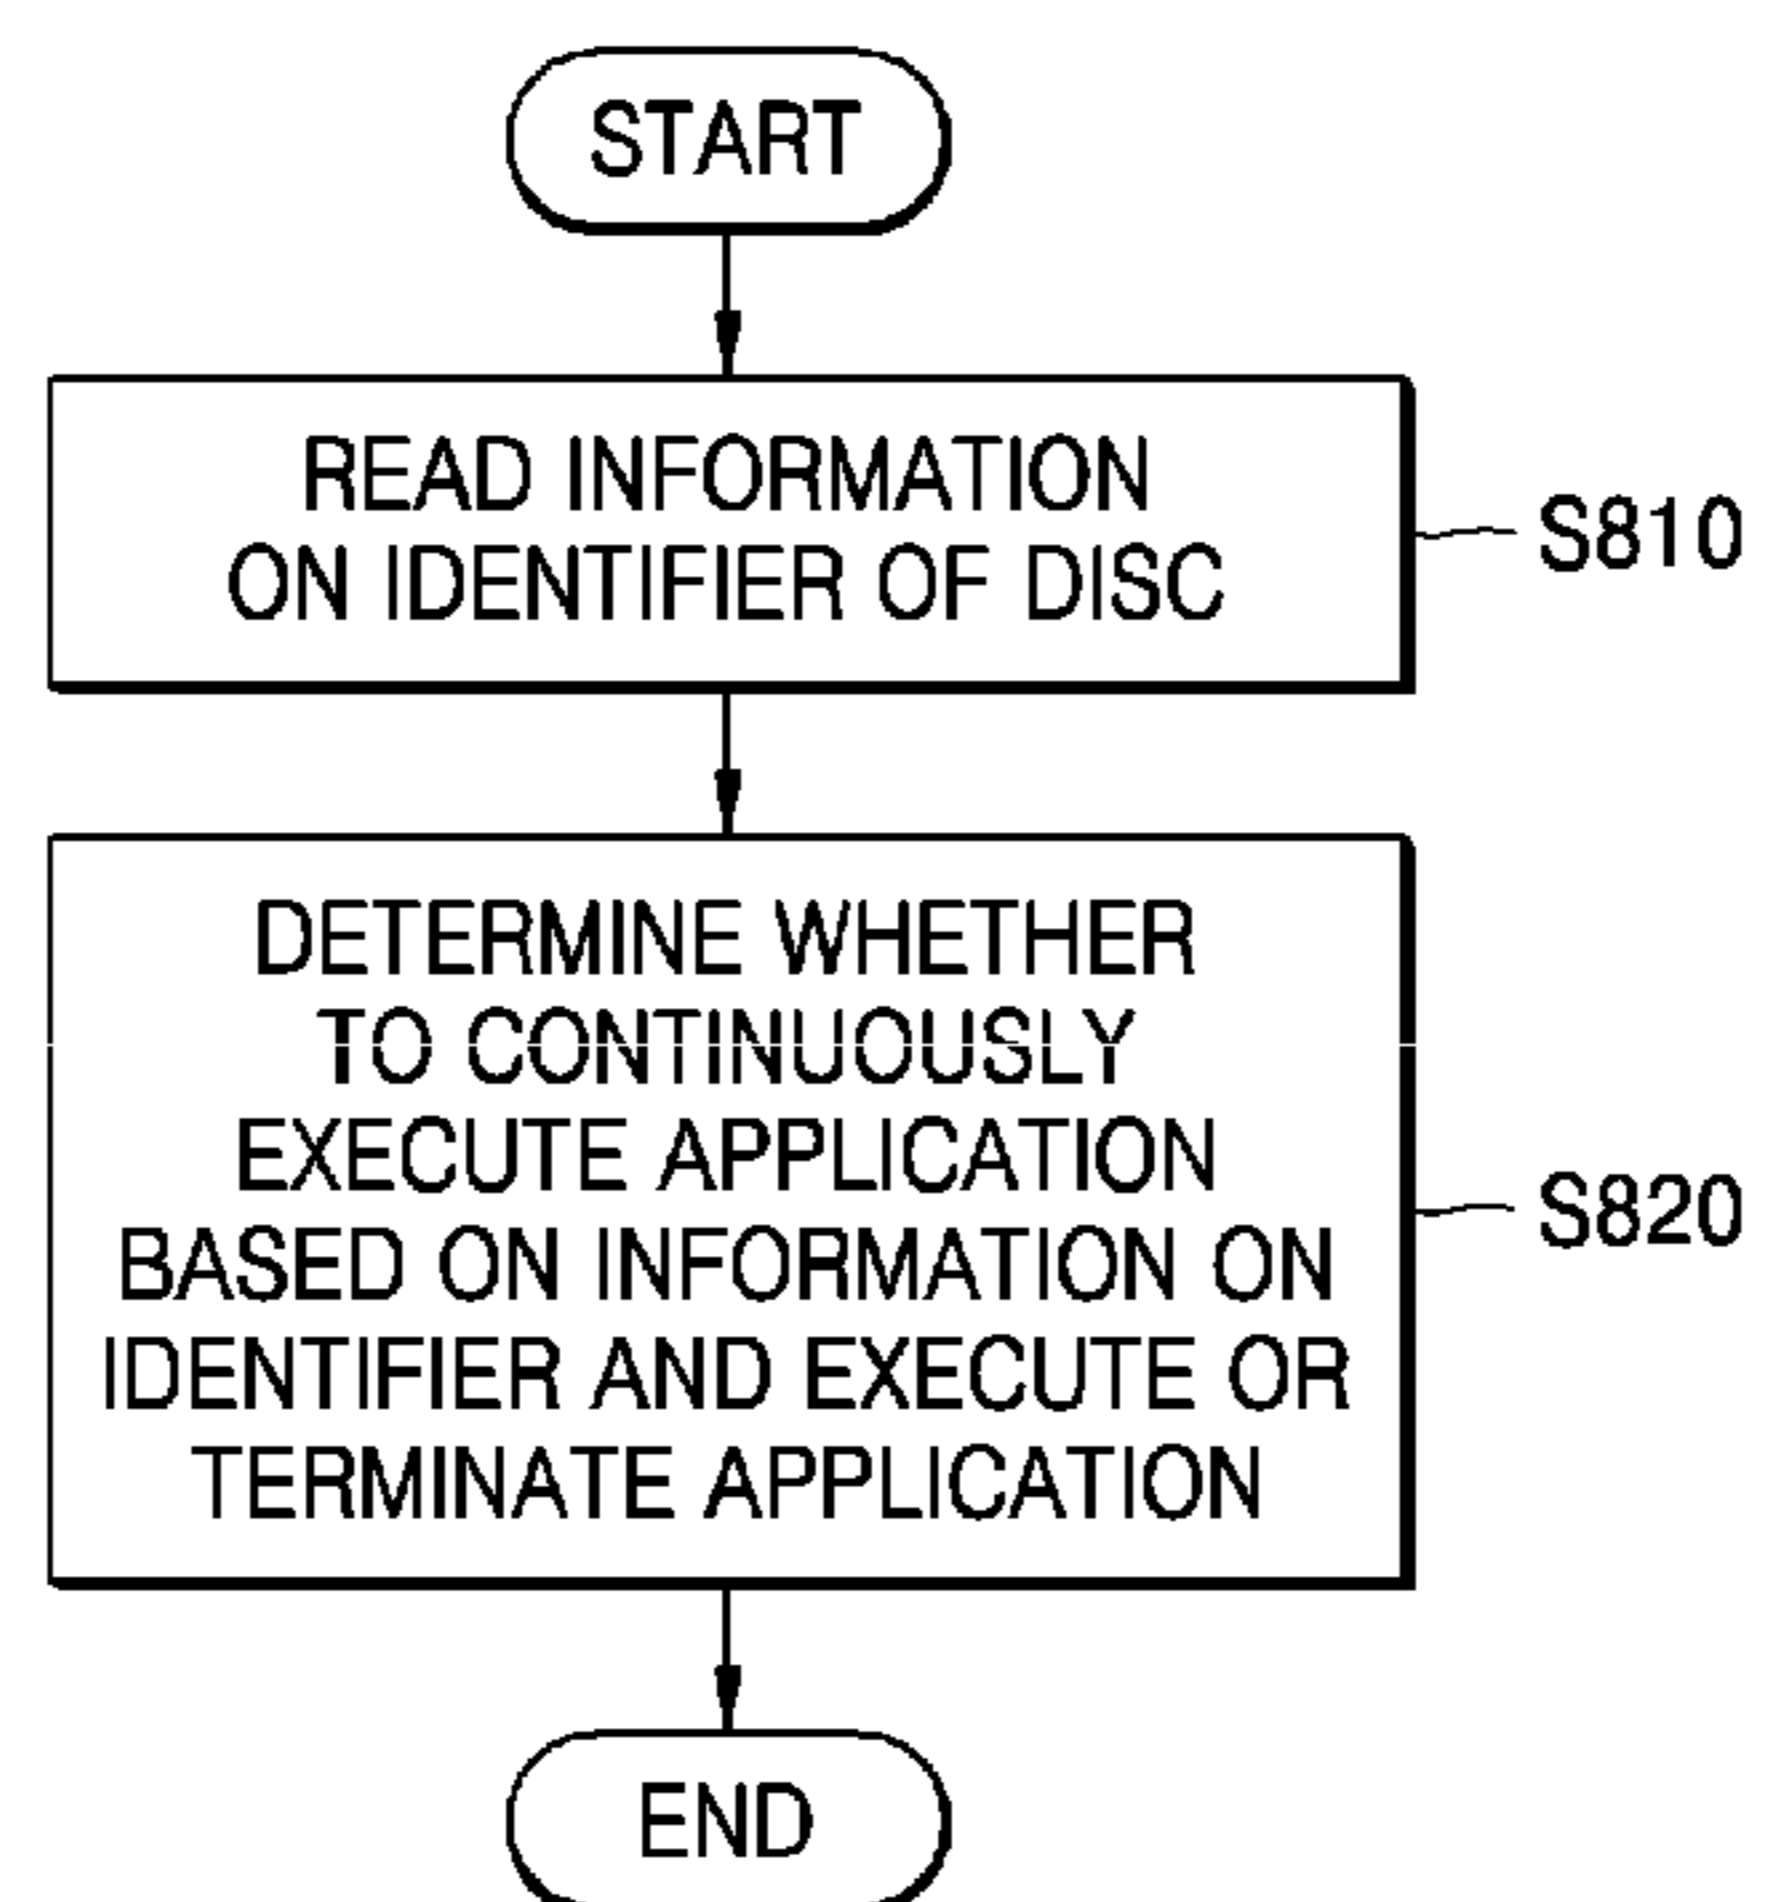 START
READ INFORMATION
ON IDENTIFIER OF DISC
S810
DETERMINE WHETHER
TO CONTINUOUSLY
EXECUTE APPLICATION
BASED ON INFORMATION ON
IDENTIFIER AND EXECUTE OR
TERMINATE APPLICATION
S820
END